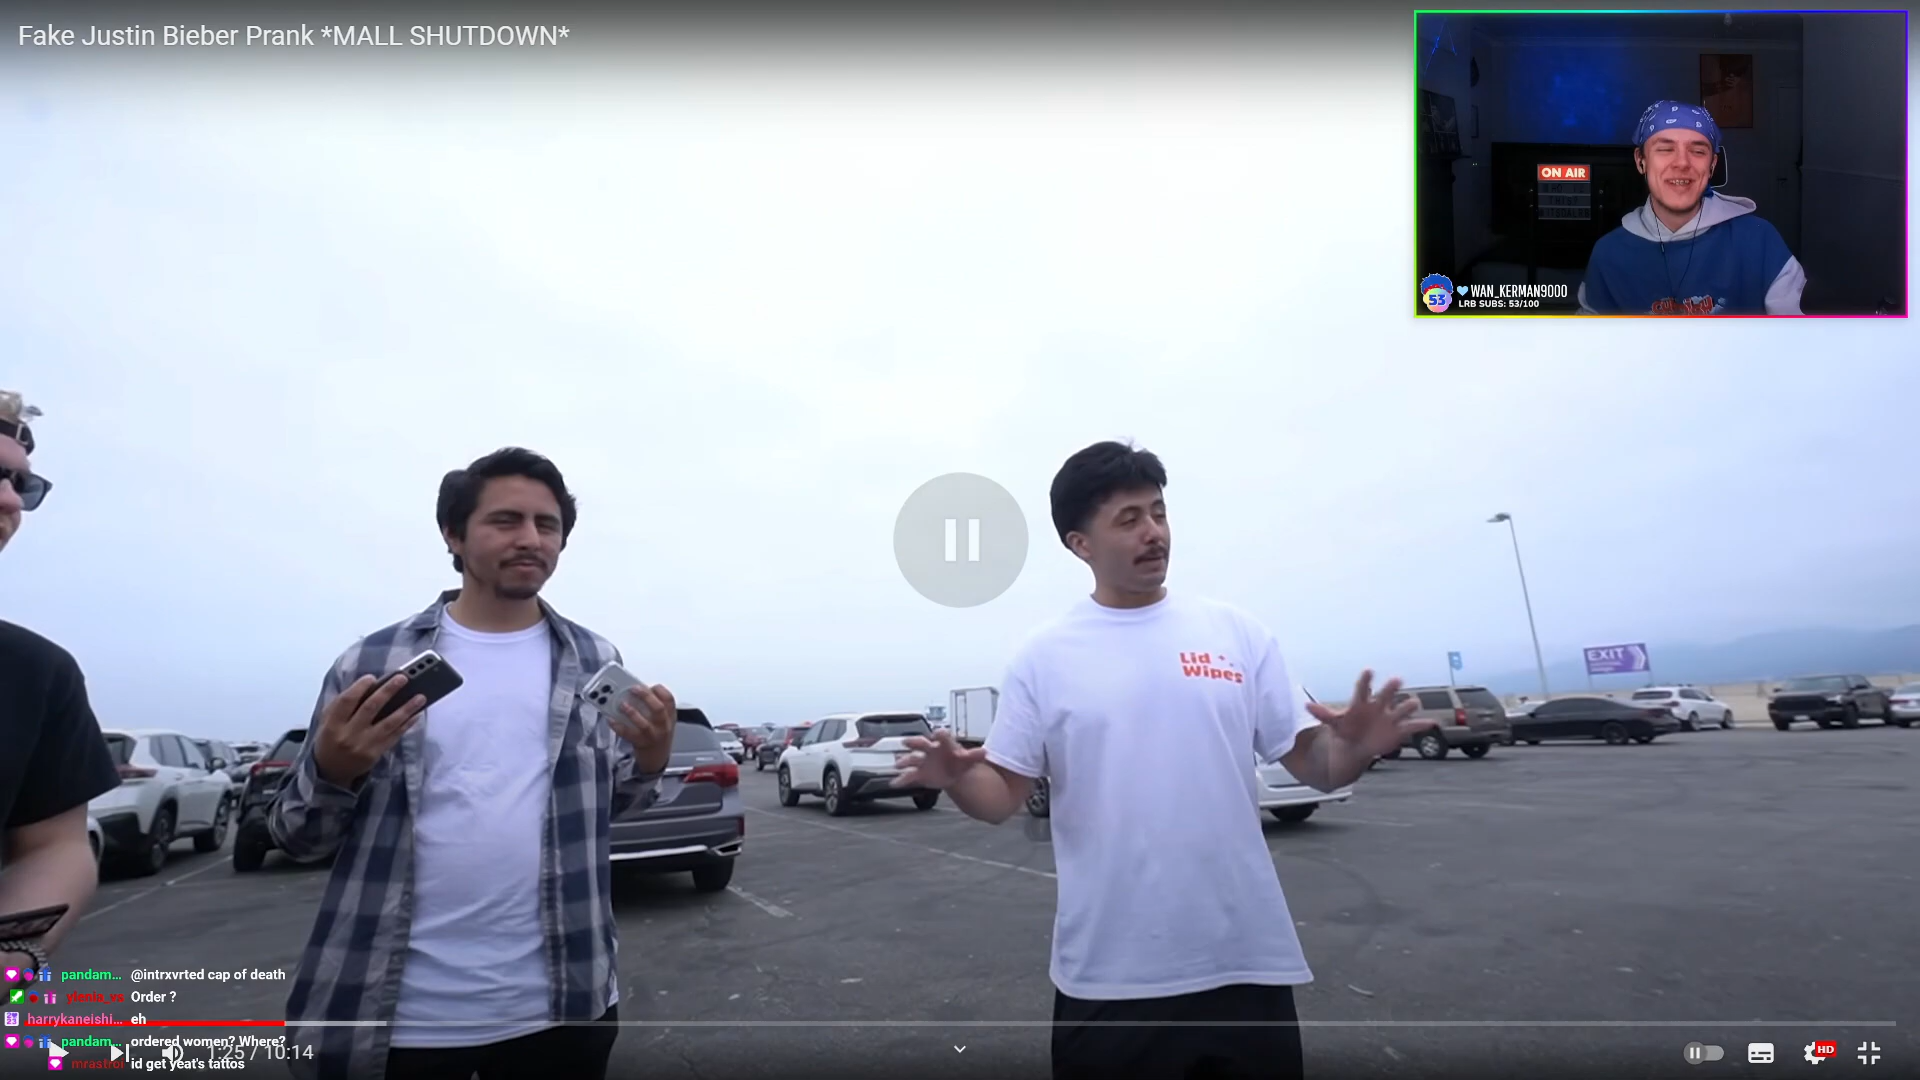 Fake Justin Bieber Prank *MALL SHUTDOWN*
ON AIR
53
WAN_KERMAN9000
LRB SUBS: 53/100
EXIT
Lid
Wipes
pandam... @intrxvrted cap of death
ylenia_va Order ?
harrykaneishi... eh
pandam... ordered women? Where?
1:25 / 10:14
HD
id get yeat's tattos